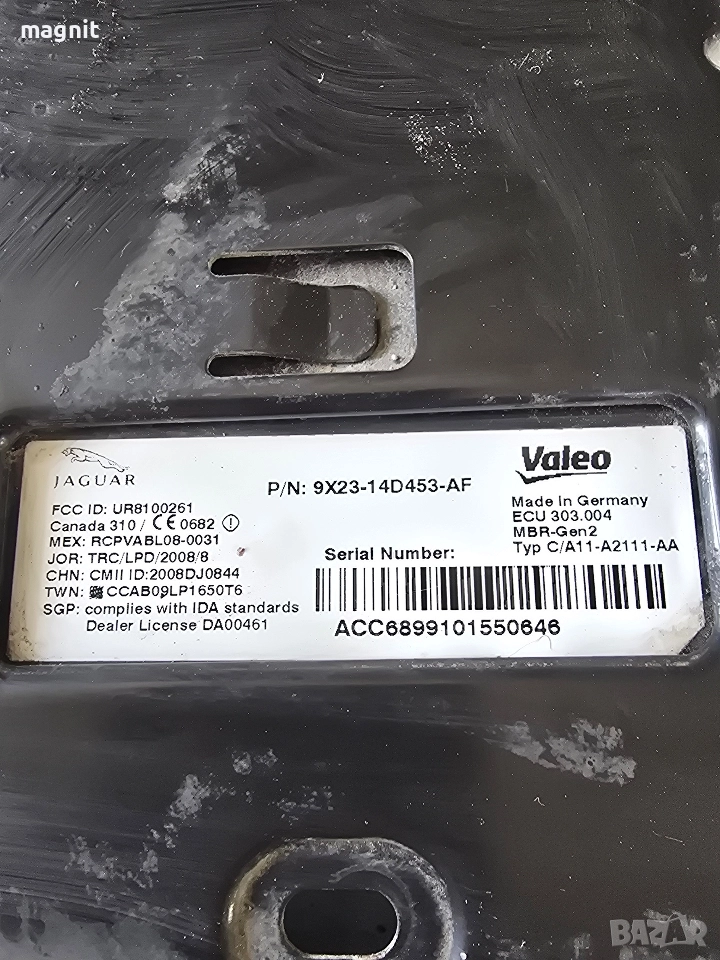 magnit
JAGUAR
P/N: 9X23-14D453-AF
Valeo
FCC ID: UR8100261
Canada 310 / CE 0682
MEX: RCPVABL08-0031
JOR: TRC/LPD/2008/8
CHN: CMII ID:2008DJ0844
TWN: CCAB09LP1650T6
SGP: complies with IDA standards
Dealer License DA00461
Made in Germany
ECU 303.004
MBR-Gen2
Typ C/A11-A2111-AA
Serial Number:
ACC6899101550646
BAZAR